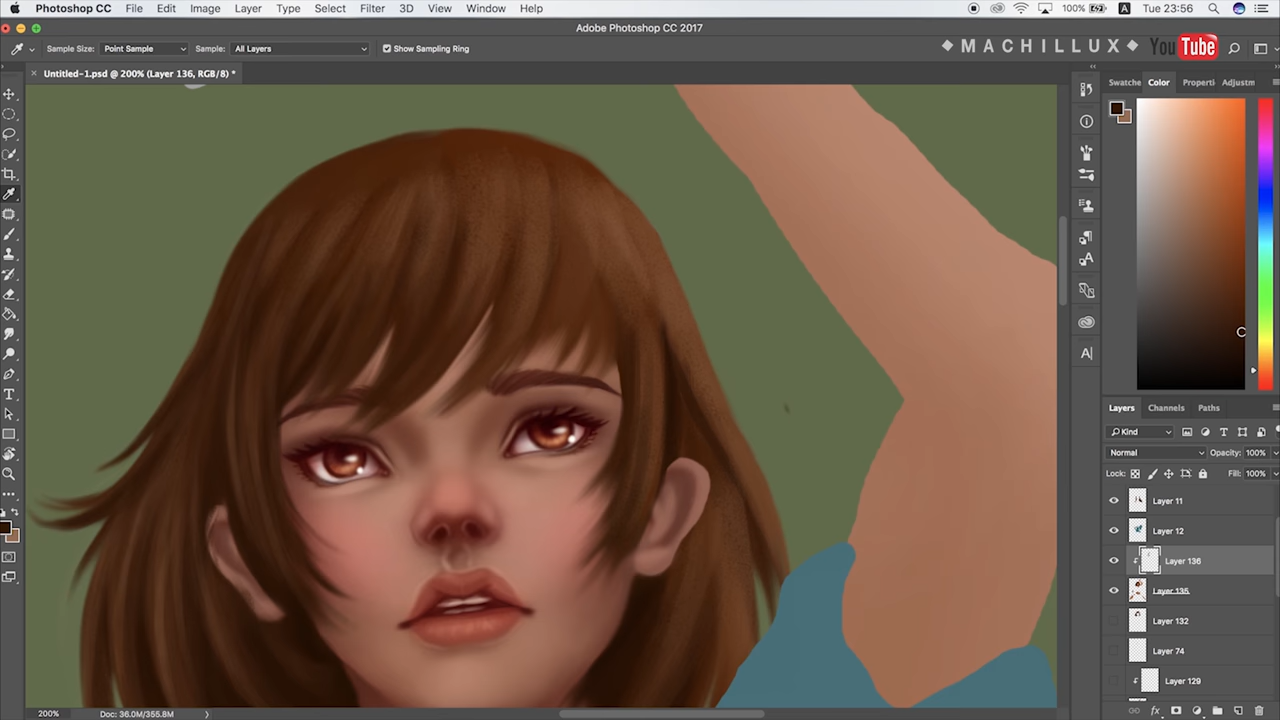 Photoshop CC File Edit Image Layer Type Select Filter 3D View Window Help 100% A Tue 23:56
Adobe Photoshop CC 2017
Sample Size: Point Sample Sample: All Layers Show Sampling Ring
◆ MACHILLUX ◆ YouTube
Untitled-1.psd @ 200% (Layer 136, RGB/8) *
Swatche Color Properti Adjustm
Layers Channels Paths
Kind
Normal Opacity: 100%
Lock: Fill: 100%
Layer 11
Layer 12
Layer 136
Layer 135
Layer 132
Layer 74
Layer 129
200% Doc: 36.0M/355.8M